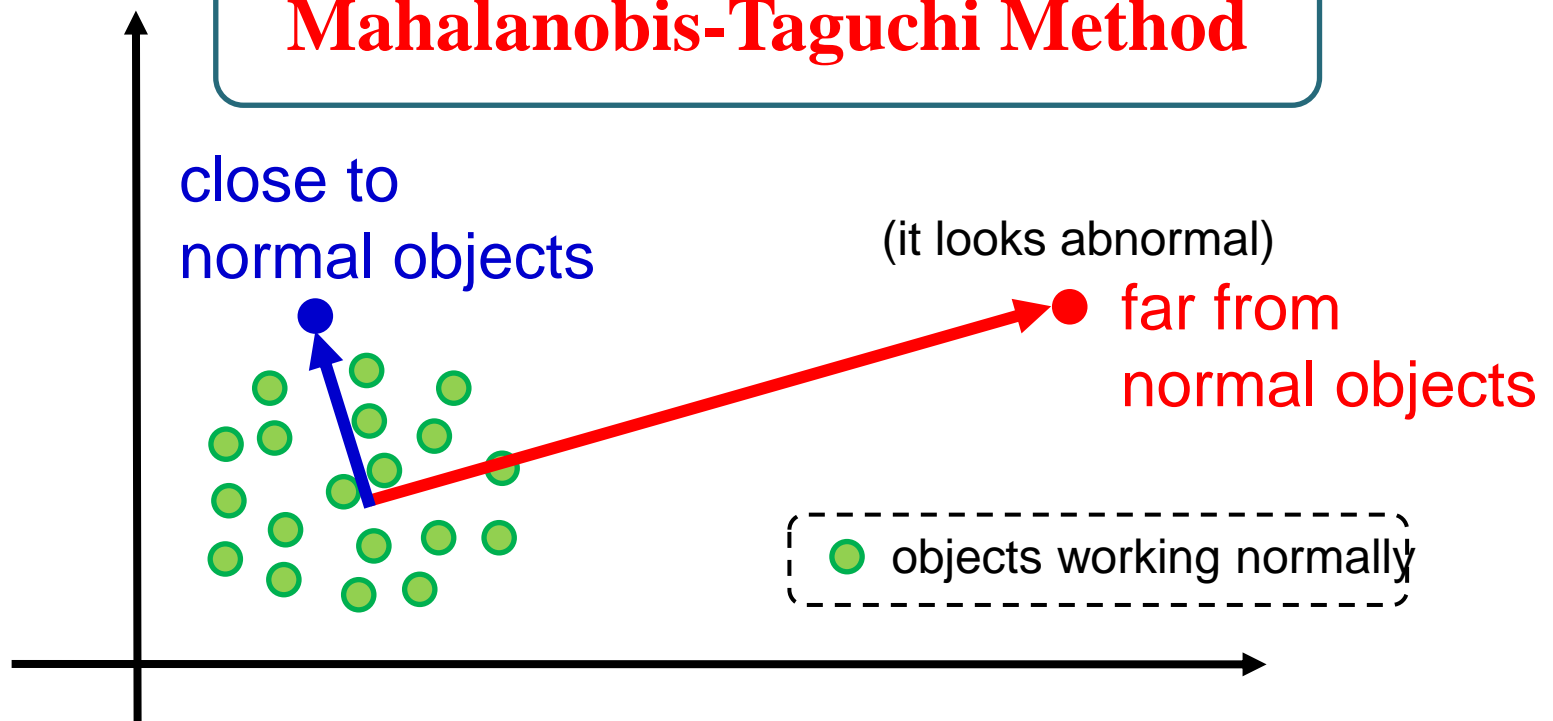 Mahalanobis-Taguchi Method
close to
normal objects
(it looks abnormal)
far from
normal objects
objects working normally